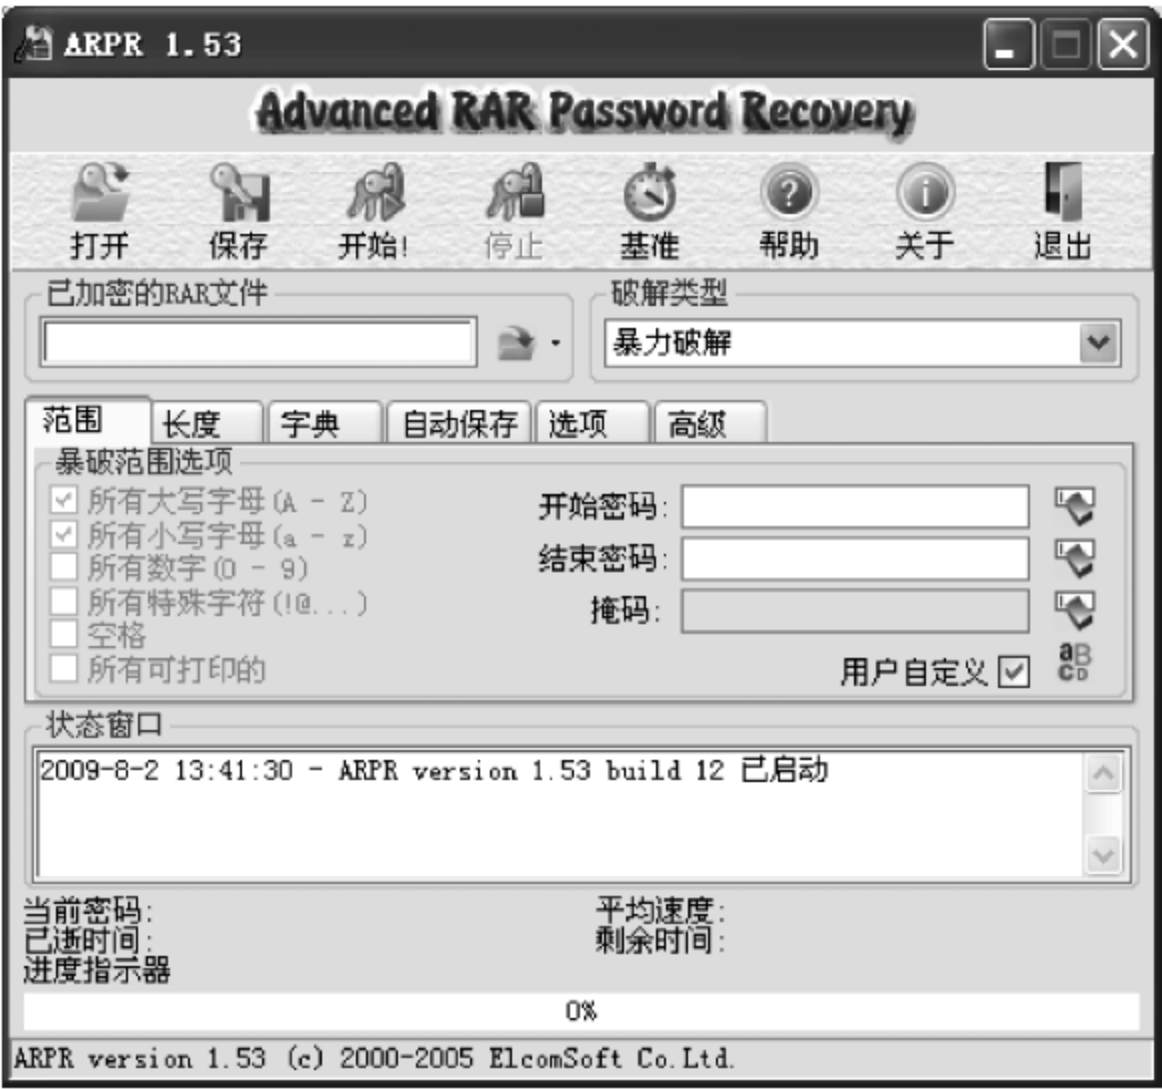 ARPR 1.53
Advanced RAR Password Recovery
打开 保存 开始! 停止 基准 帮助 关于 退出
已加密的RAR文件 破解类型
暴力破解
范围 长度 字典 自动保存 选项 高级
暴破范围选项
所有大写字母(A - Z) 开始密码:
所有小写字母(a - z)
所有数字(0 - 9) 结束密码:
所有特殊字符(!@...) 掩码:
空格
所有可打印的 用户自定义 aBCD
状态窗口
2009-8-2 13:41:30 - ARPR version 1.53 build 12 已启动
当前密码: 平均速度:
已逝时间: 剩余时间:
进度指示器
0%
ARPR version 1.53 (c) 2000-2005 ElcomSoft Co.Ltd.